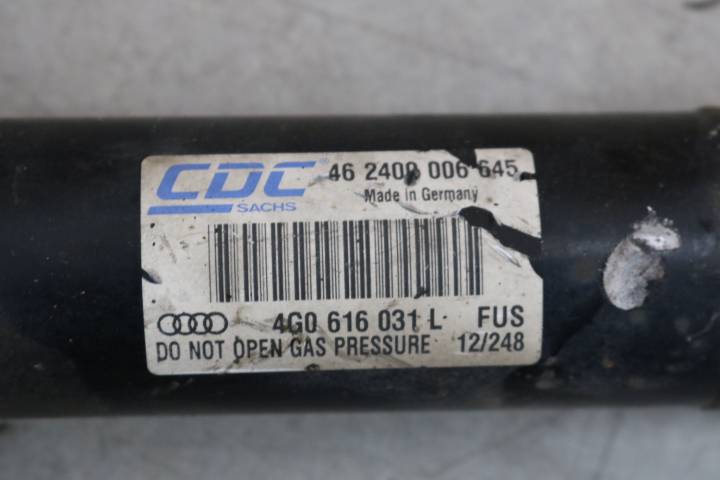 CDC® 46 2400 006 645
SACHS Made in Germany
4G0 616 031 L FUS
DO NOT OPEN GAS PRESSURE 12/248